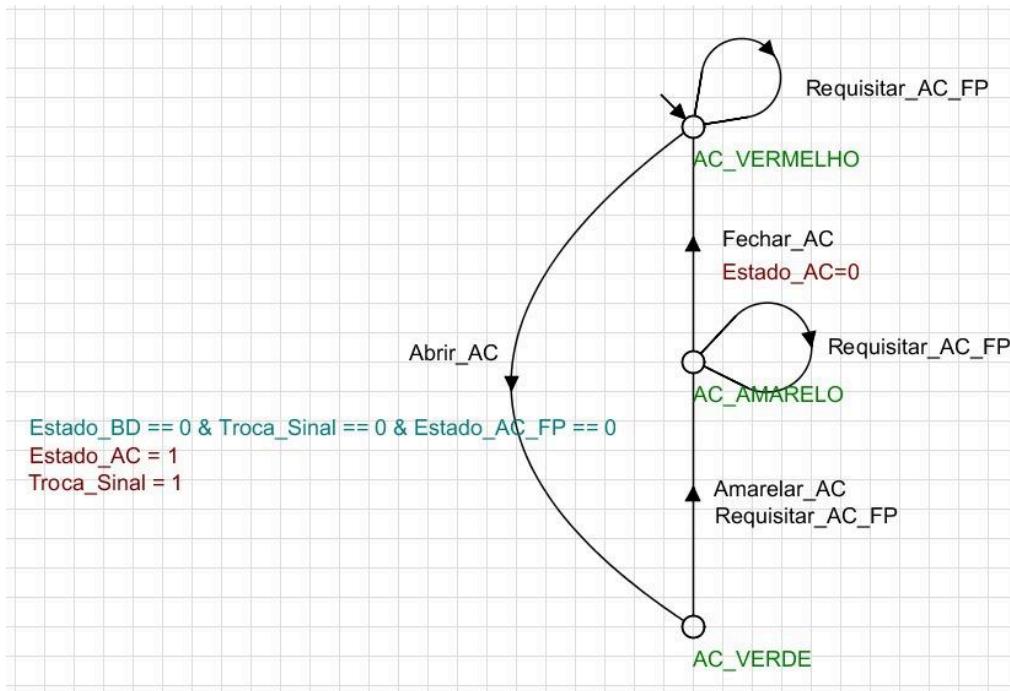 Requisitar_AC_FP
AC_VERMELHO
Fechar_AC
Estado_AC=0
Requisitar_AC_FP
Abrir_AC
AC_AMARELO
Estado_BD == 0 & Troca_Sinal == 0 & Estado_AC_FP == 0
Estado_AC = 1
Troca_Sinal = 1
Amarelar_AC
Requisitar_AC_FP
AC_VERDE